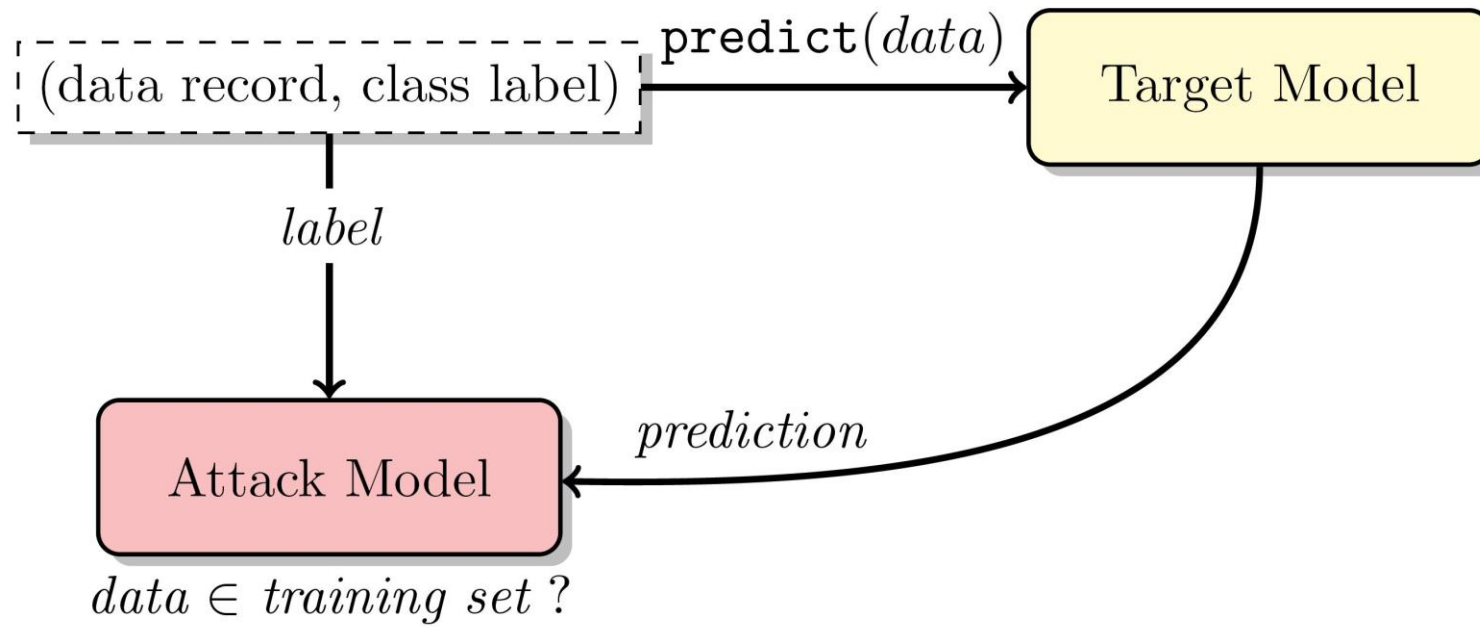 predict(data)
(data record, class label)
Target Model
label
prediction
Attack Model
data ∈ training set ?